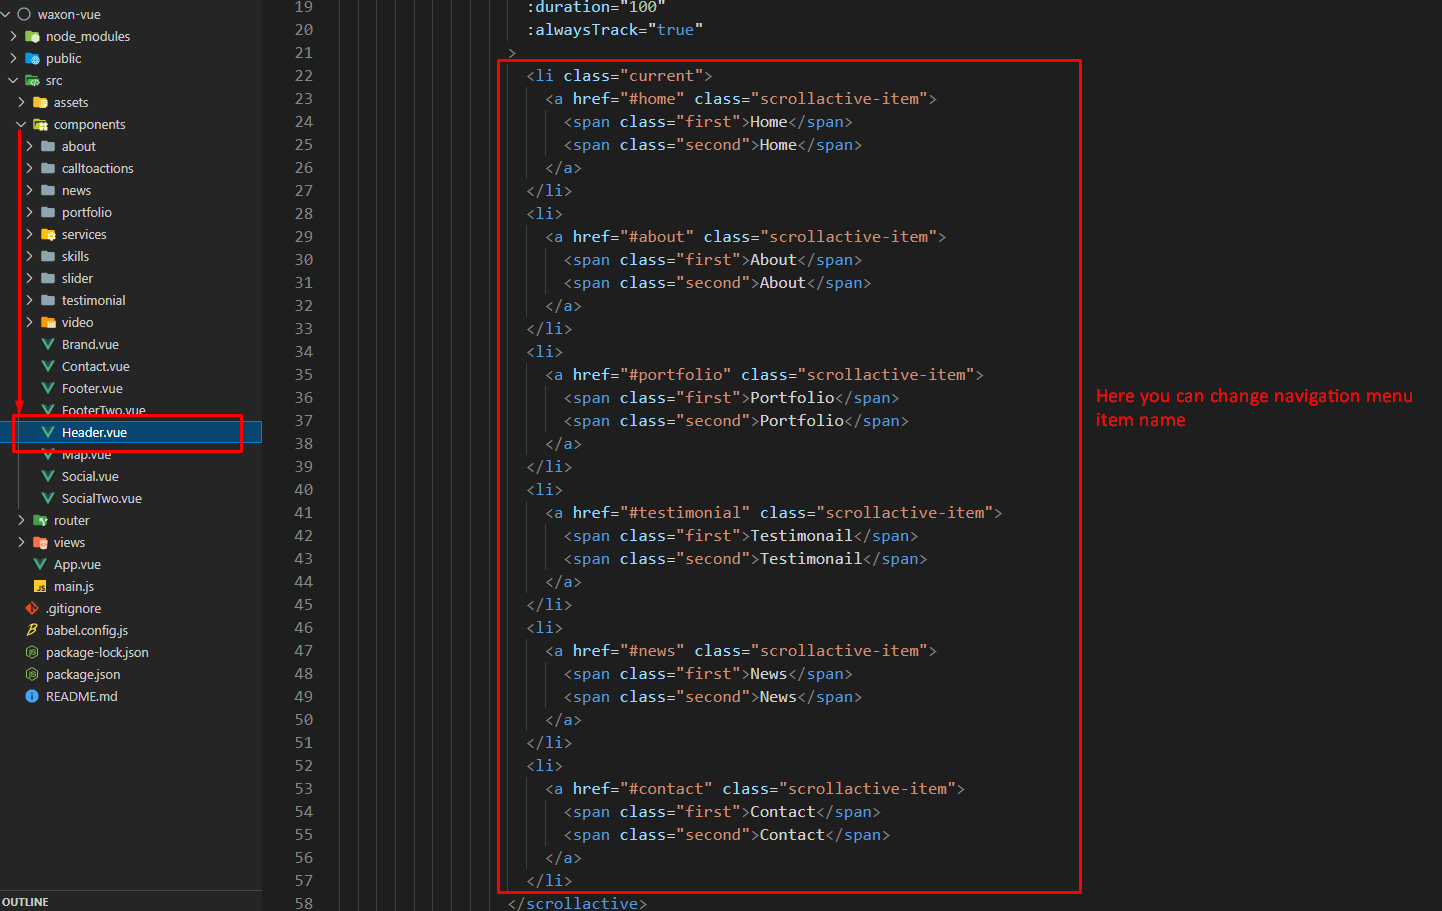 waxon-vue
node_modules
public
src
assets
components
about
calltoactions
news
portfolio
services
skills
slider
testimonial
video
Brand.vue
Contact.vue
Footer.vue
FooterTwo.vue
Header.vue
Map.vue
Social.vue
SocialTwo.vue
router
views
App.vue
JS main.js
.gitignore
babel.config.js
package-lock.json
package.json
README.md
OUTLINE
19 :duration="100"
20 :alwaysTrack="true"
21 >
22 <li class="current">
23 <a href="#home" class="scrollactive-item">
24 <span class="first">Home</span>
25 <span class="second">Home</span>
26 </a>
27 </li>
28 <li>
29 <a href="#about" class="scrollactive-item">
30 <span class="first">About</span>
31 <span class="second">About</span>
32 </a>
33 </li>
34 <li>
35 <a href="#portfolio" class="scrollactive-item">
36 <span class="first">Portfolio</span>
37 <span class="second">Portfolio</span>
38 </a>
39 </li>
40 <li>
41 <a href="#testimonial" class="scrollactive-item">
42 <span class="first">Testimonail</span>
43 <span class="second">Testimonail</span>
44 </a>
45 </li>
46 <li>
47 <a href="#news" class="scrollactive-item">
48 <span class="first">News</span>
49 <span class="second">News</span>
50 </a>
51 </li>
52 <li>
53 <a href="#contact" class="scrollactive-item">
54 <span class="first">Contact</span>
55 <span class="second">Contact</span>
56 </a>
57 </li>
58 </scrollactive>
Here you can change navigation menu
item name